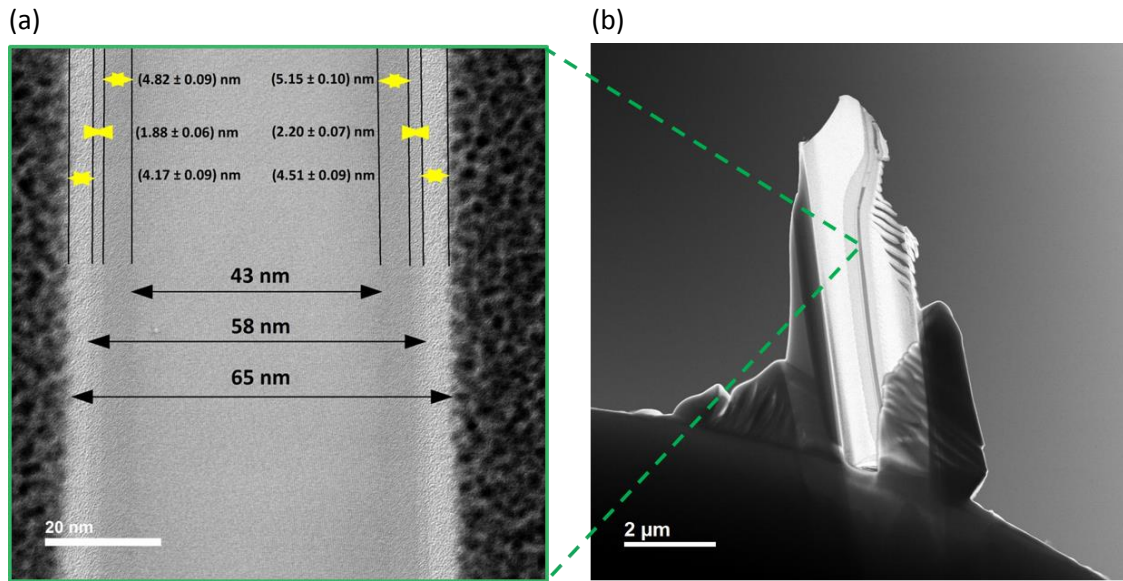 (a)
(b)
(4.82 ± 0.09) nm
(5.15 ± 0.10) nm
(1.88 ± 0.06) nm
(2.20 ± 0.07) nm
(4.17 ± 0.09) nm
(4.51 ± 0.09) nm
43 nm
58 nm
65 nm
20 nm
2 µm